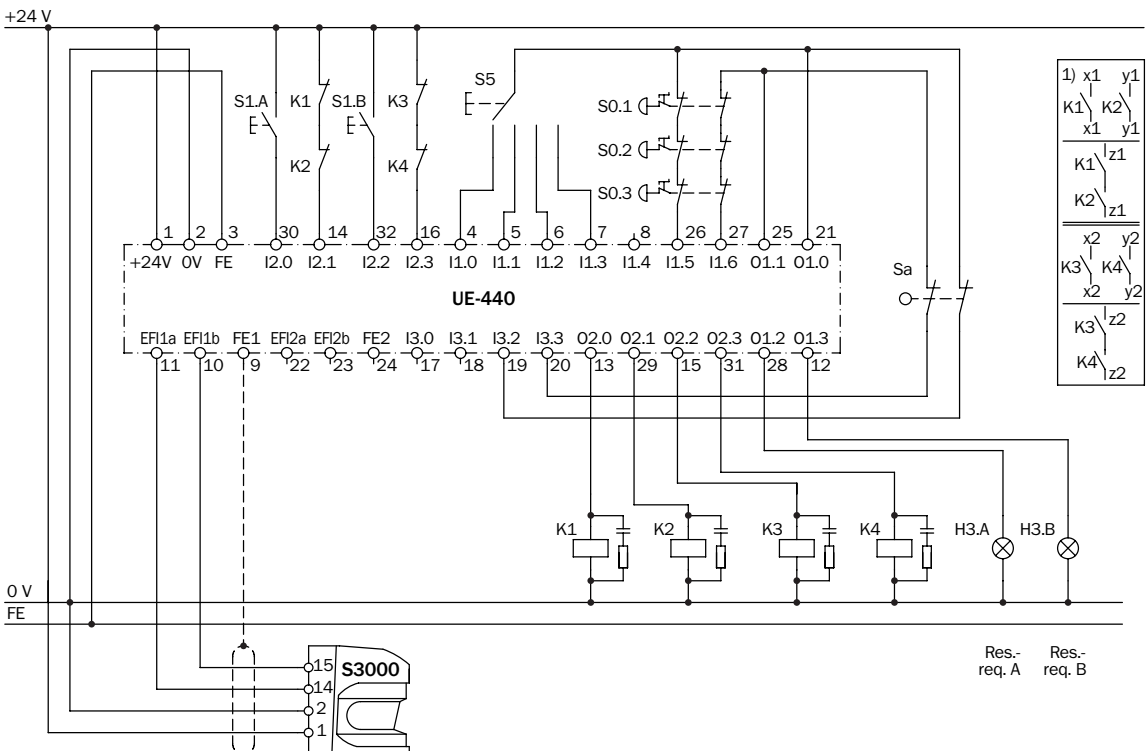 +24 V
S5
1) x1 y1
S1.A K1 S1.B K3
S0.1
K1 K2
x1 y1
S0.2
K2 K4
z1
K1
S0.3
K2
z1
1 2 3 30 14 32 16 4 5 6 7 8 26 27 25 21
+24V 0V FE I2.0 I2.1 I2.2 I2.3 I1.0 I1.1 I1.2 I1.3 I1.4 I1.5 I1.6 O1.1 O1.0
x2 y2
K3 K4
x2 y2
Sa
UE-440
z2
K3
K4
z2
EFI1a EFI1b FE1 EFI2a EFI2b FE2 I3.0 I3.1 I3.2 I3.3 O2.0 O2.1 O2.2 O2.3 O1.2 O1.3
11 10 9 22 23 24 17 18 19 20 13 29 15 31 28 12
K1 K2 K3 K4 H3.A H3.B
0 V
FE
Res.- Res.-
req. A req. B
15 S3000
14
2
1